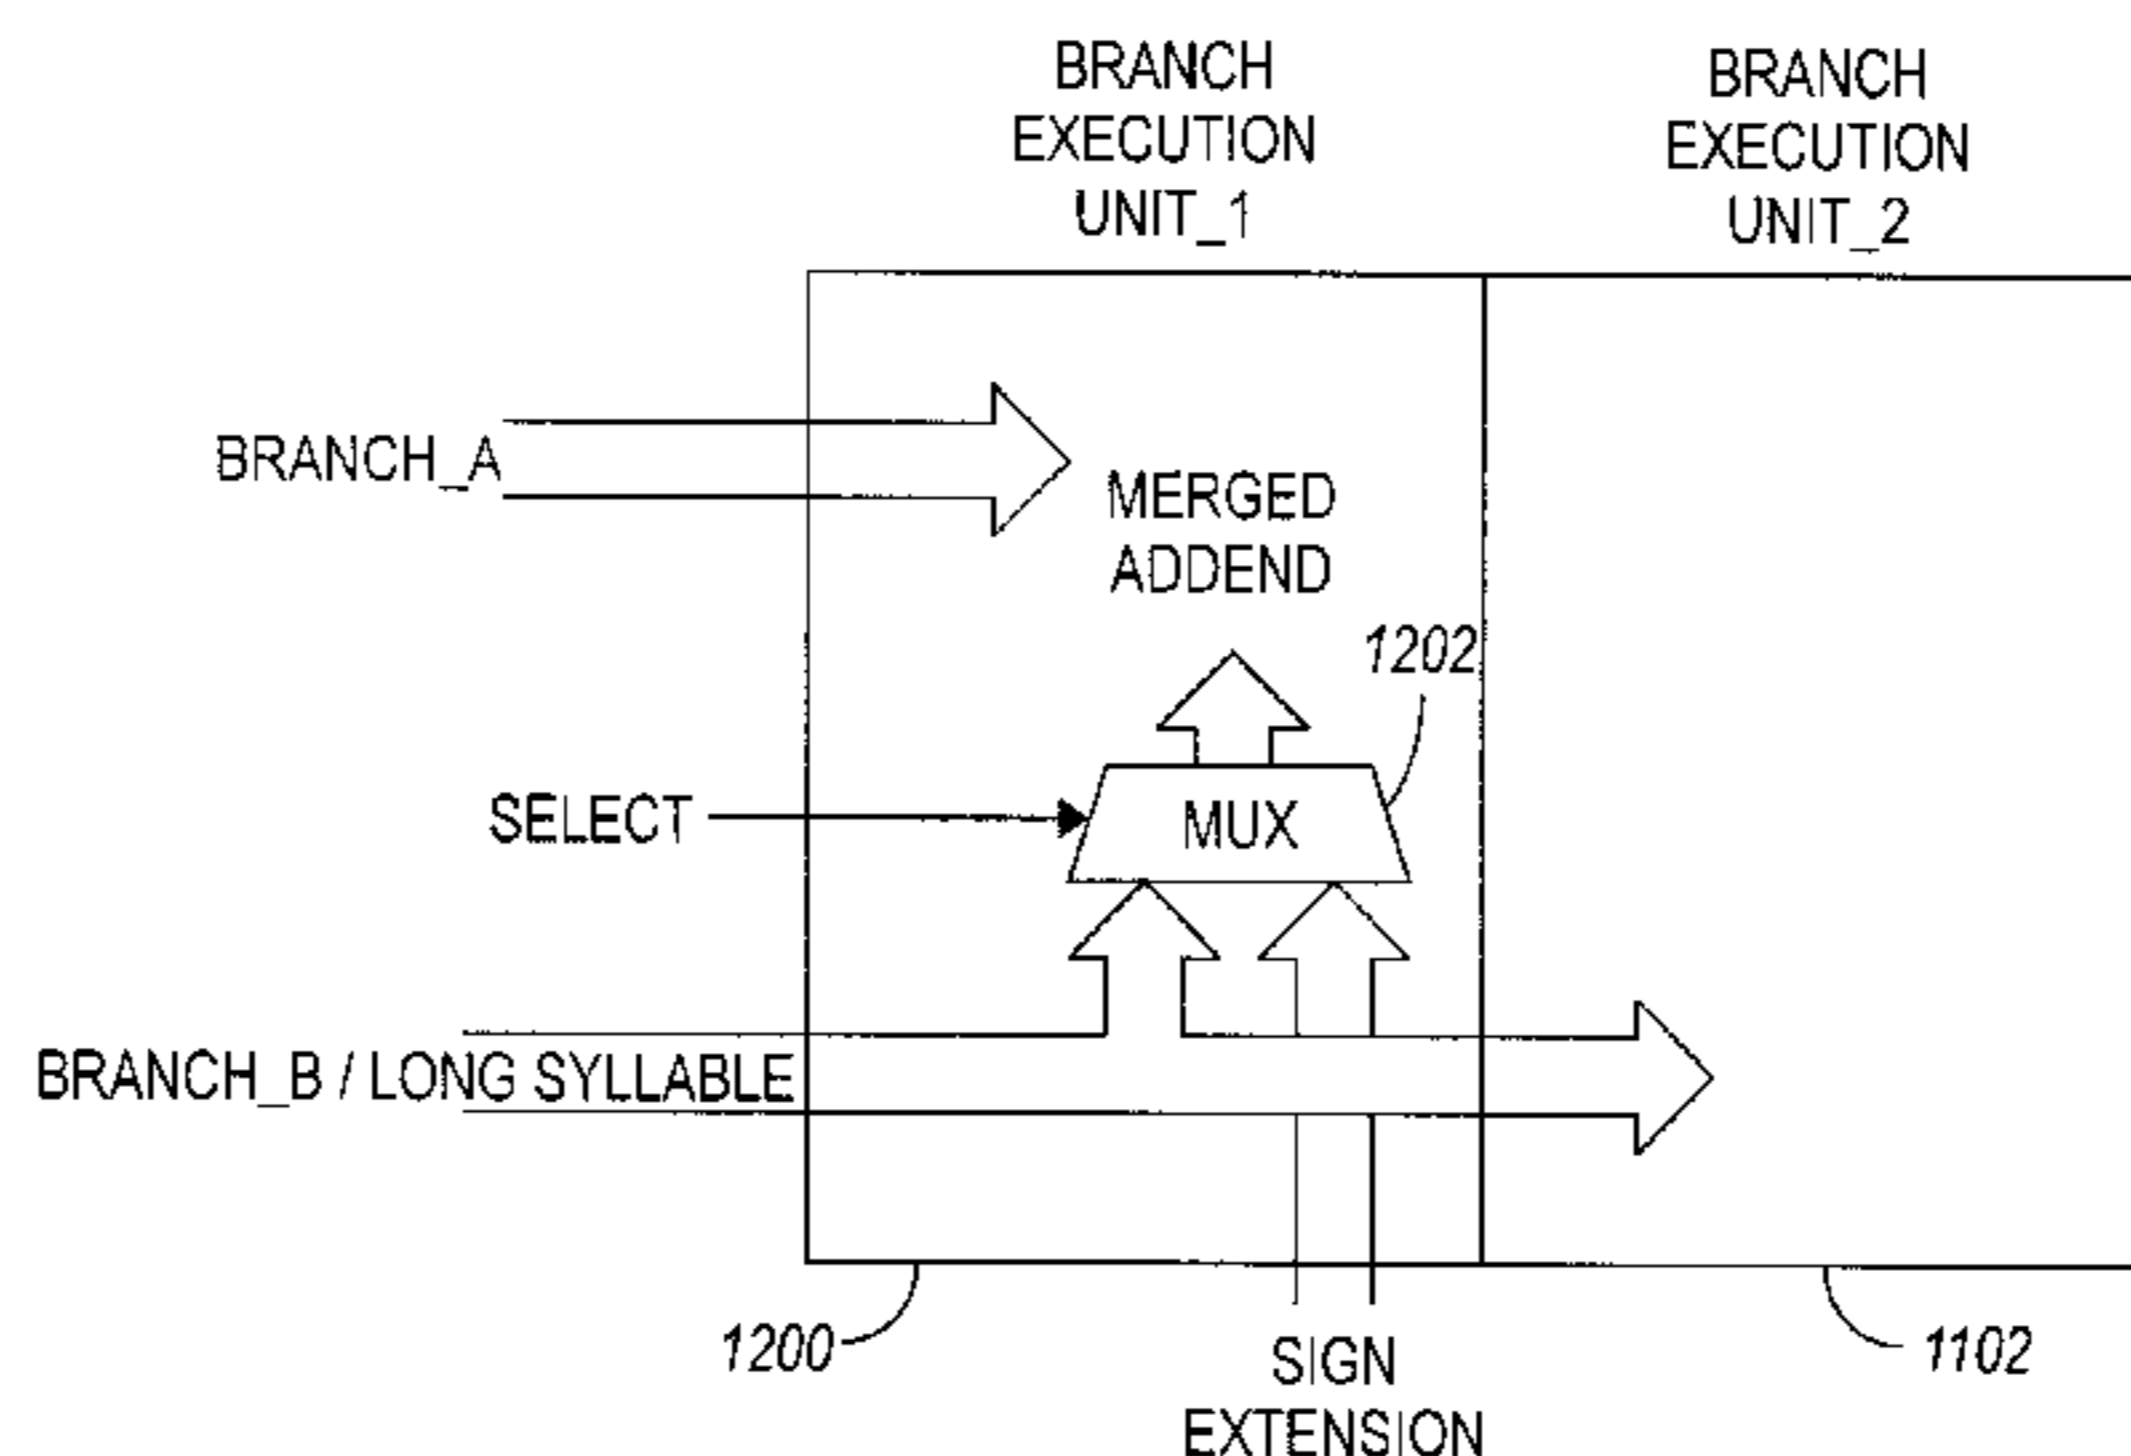 BRANCH
EXECUTION
UNIT_1
BRANCH
EXECUTION
UNIT_2
BRANCH_A
MERGED
ADDEND
1202
SELECT
MUX
BRANCH_B / LONG SYLLABLE
1200
SIGN
EXTENSION
1102